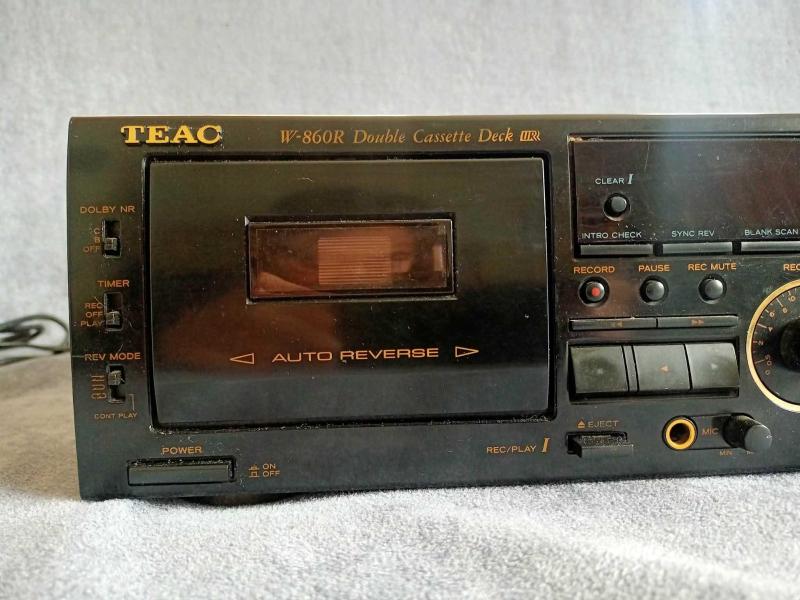 TEAC
W-860R Double Cassette Deck
CLEAR I
DOLBY NR
C
B
OFF
INTRO CHECK
SYNC REV
BLANK SCAN
TIMER
REC
OFF
PLAY
RECORD
PAUSE
REC MUTE
REC
REV MODE
AUTO REVERSE
CONT PLAY
POWER
ON
OFF
REC/PLAY I
EJECT
MIC
MIN